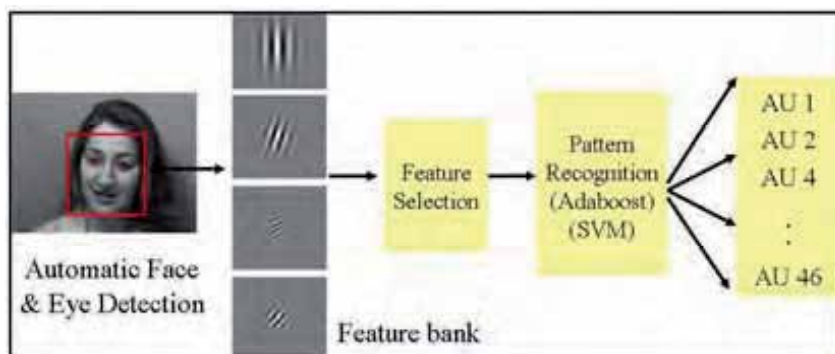 Automatic Face
& Eye Detection
Feature bank
Feature
Selection
Pattern
Recognition
(Adaboost)
(SVM)
AU 1
AU 2
AU 4
:
AU 46